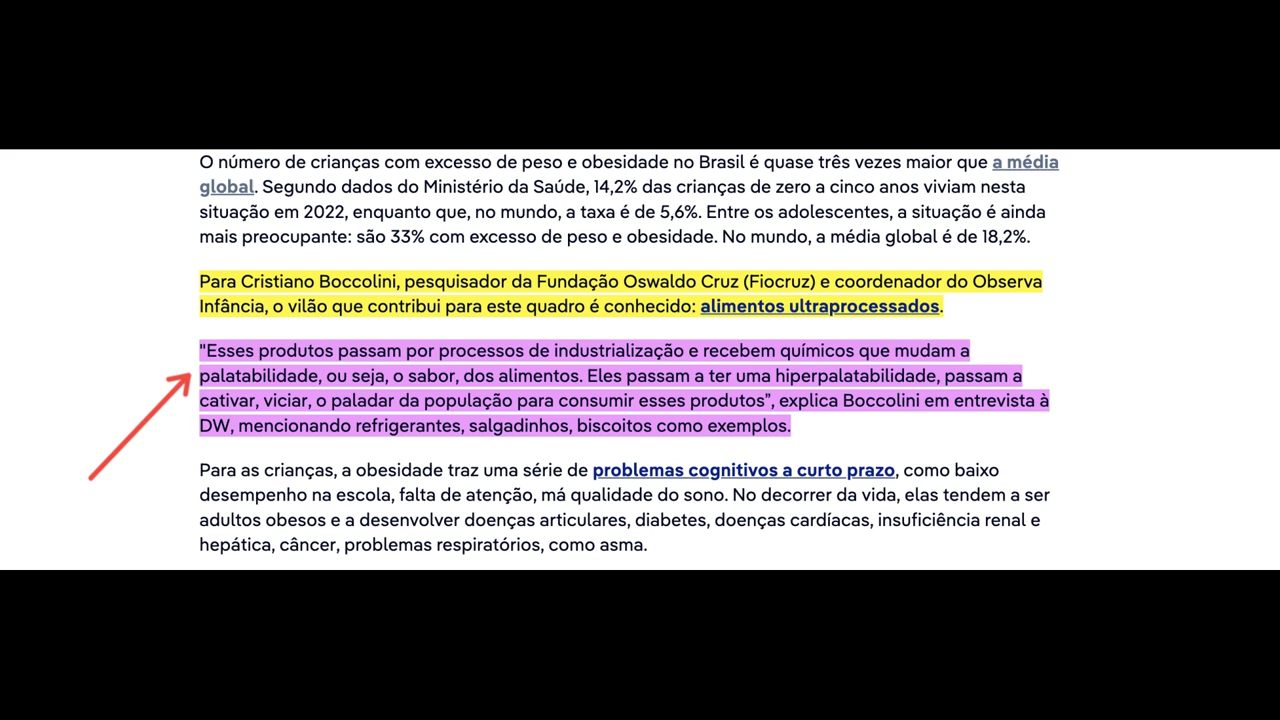 O número de crianças com excesso de peso e obesidade no Brasil é quase três vezes maior que a média
global. Segundo dados do Ministério da Saúde, 14,2% das crianças de zero a cinco anos viviam nesta
situação em 2022, enquanto que, no mundo, a taxa é de 5,6%. Entre os adolescentes, a situação é ainda
mais preocupante: são 33% com excesso de peso e obesidade. No mundo, a média global é de 18,2%.
Para Cristiano Boccolini, pesquisador da Fundação Oswaldo Cruz (Fiocruz) e coordenador do Observa
Infância, o vilão que contribui para este quadro é conhecido: alimentos ultraprocessados.
"Esses produtos passam por processos de industrialização e recebem químicos que mudam a
palatabilidade, ou seja, o sabor, dos alimentos. Eles passam a ter uma hiperpalatabilidade, passam a
cativar, viciar, o paladar da população para consumir esses produtos", explica Boccolini em entrevista à
DW, mencionando refrigerantes, salgadinhos, biscoitos como exemplos.
Para as crianças, a obesidade traz uma série de problemas cognitivos a curto prazo, como baixo
desempenho na escola, falta de atenção, má qualidade do sono. No decorrer da vida, elas tendem a ser
adultos obesos e a desenvolver doenças articulares, diabetes, doenças cardíacas, insuficiência renal e
hepática, câncer, problemas respiratórios, como asma.